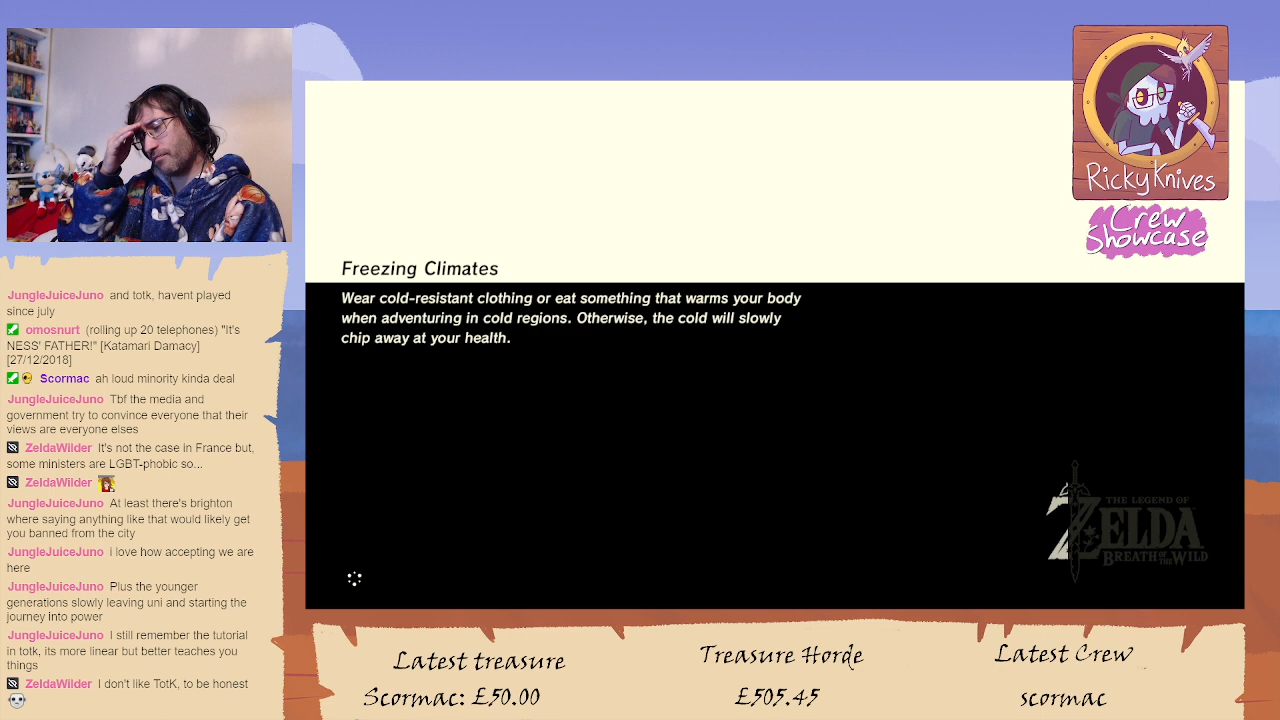 RickyKnives
Crew
Showcase
Freezing Climates
Wear cold-resistant clothing or eat something that warms your body
when adventuring in cold regions. Otherwise, the cold will slowly
chip away at your health.
THE LEGEND OF
ZELDA
BREATH OF THE WILD
JungleJuiceJuno and totk, havent played
since july
omosnurt (rolling up 20 telephones) "It's
NESS' FATHER!" [Katamari Damacy]
[27/12/2018]
Scormac ah loud minority kinda deal
JungleJuiceJuno Tbf the media and
government try to convince everyone that their
views are everyone elses
ZeldaWilder It's not the case in France but,
some ministers are LGBT-phobic so...
ZeldaWilder
JungleJuiceJuno At least there's brighton
where saying anything like that would likely get
you banned from the city
JungleJuiceJuno i love how accepting we are
here
JungleJuiceJuno Plus the younger
generations slowly leaving uni and starting the
journey into power
JungleJuiceJuno I still remember the tutorial
in totk, its more linear but better teaches you
things
ZeldaWilder I don't like TotK, to be honest
Latest treasure
Scormac: £50.00
Treasure Horde
£505.45
Latest Crew
scormac